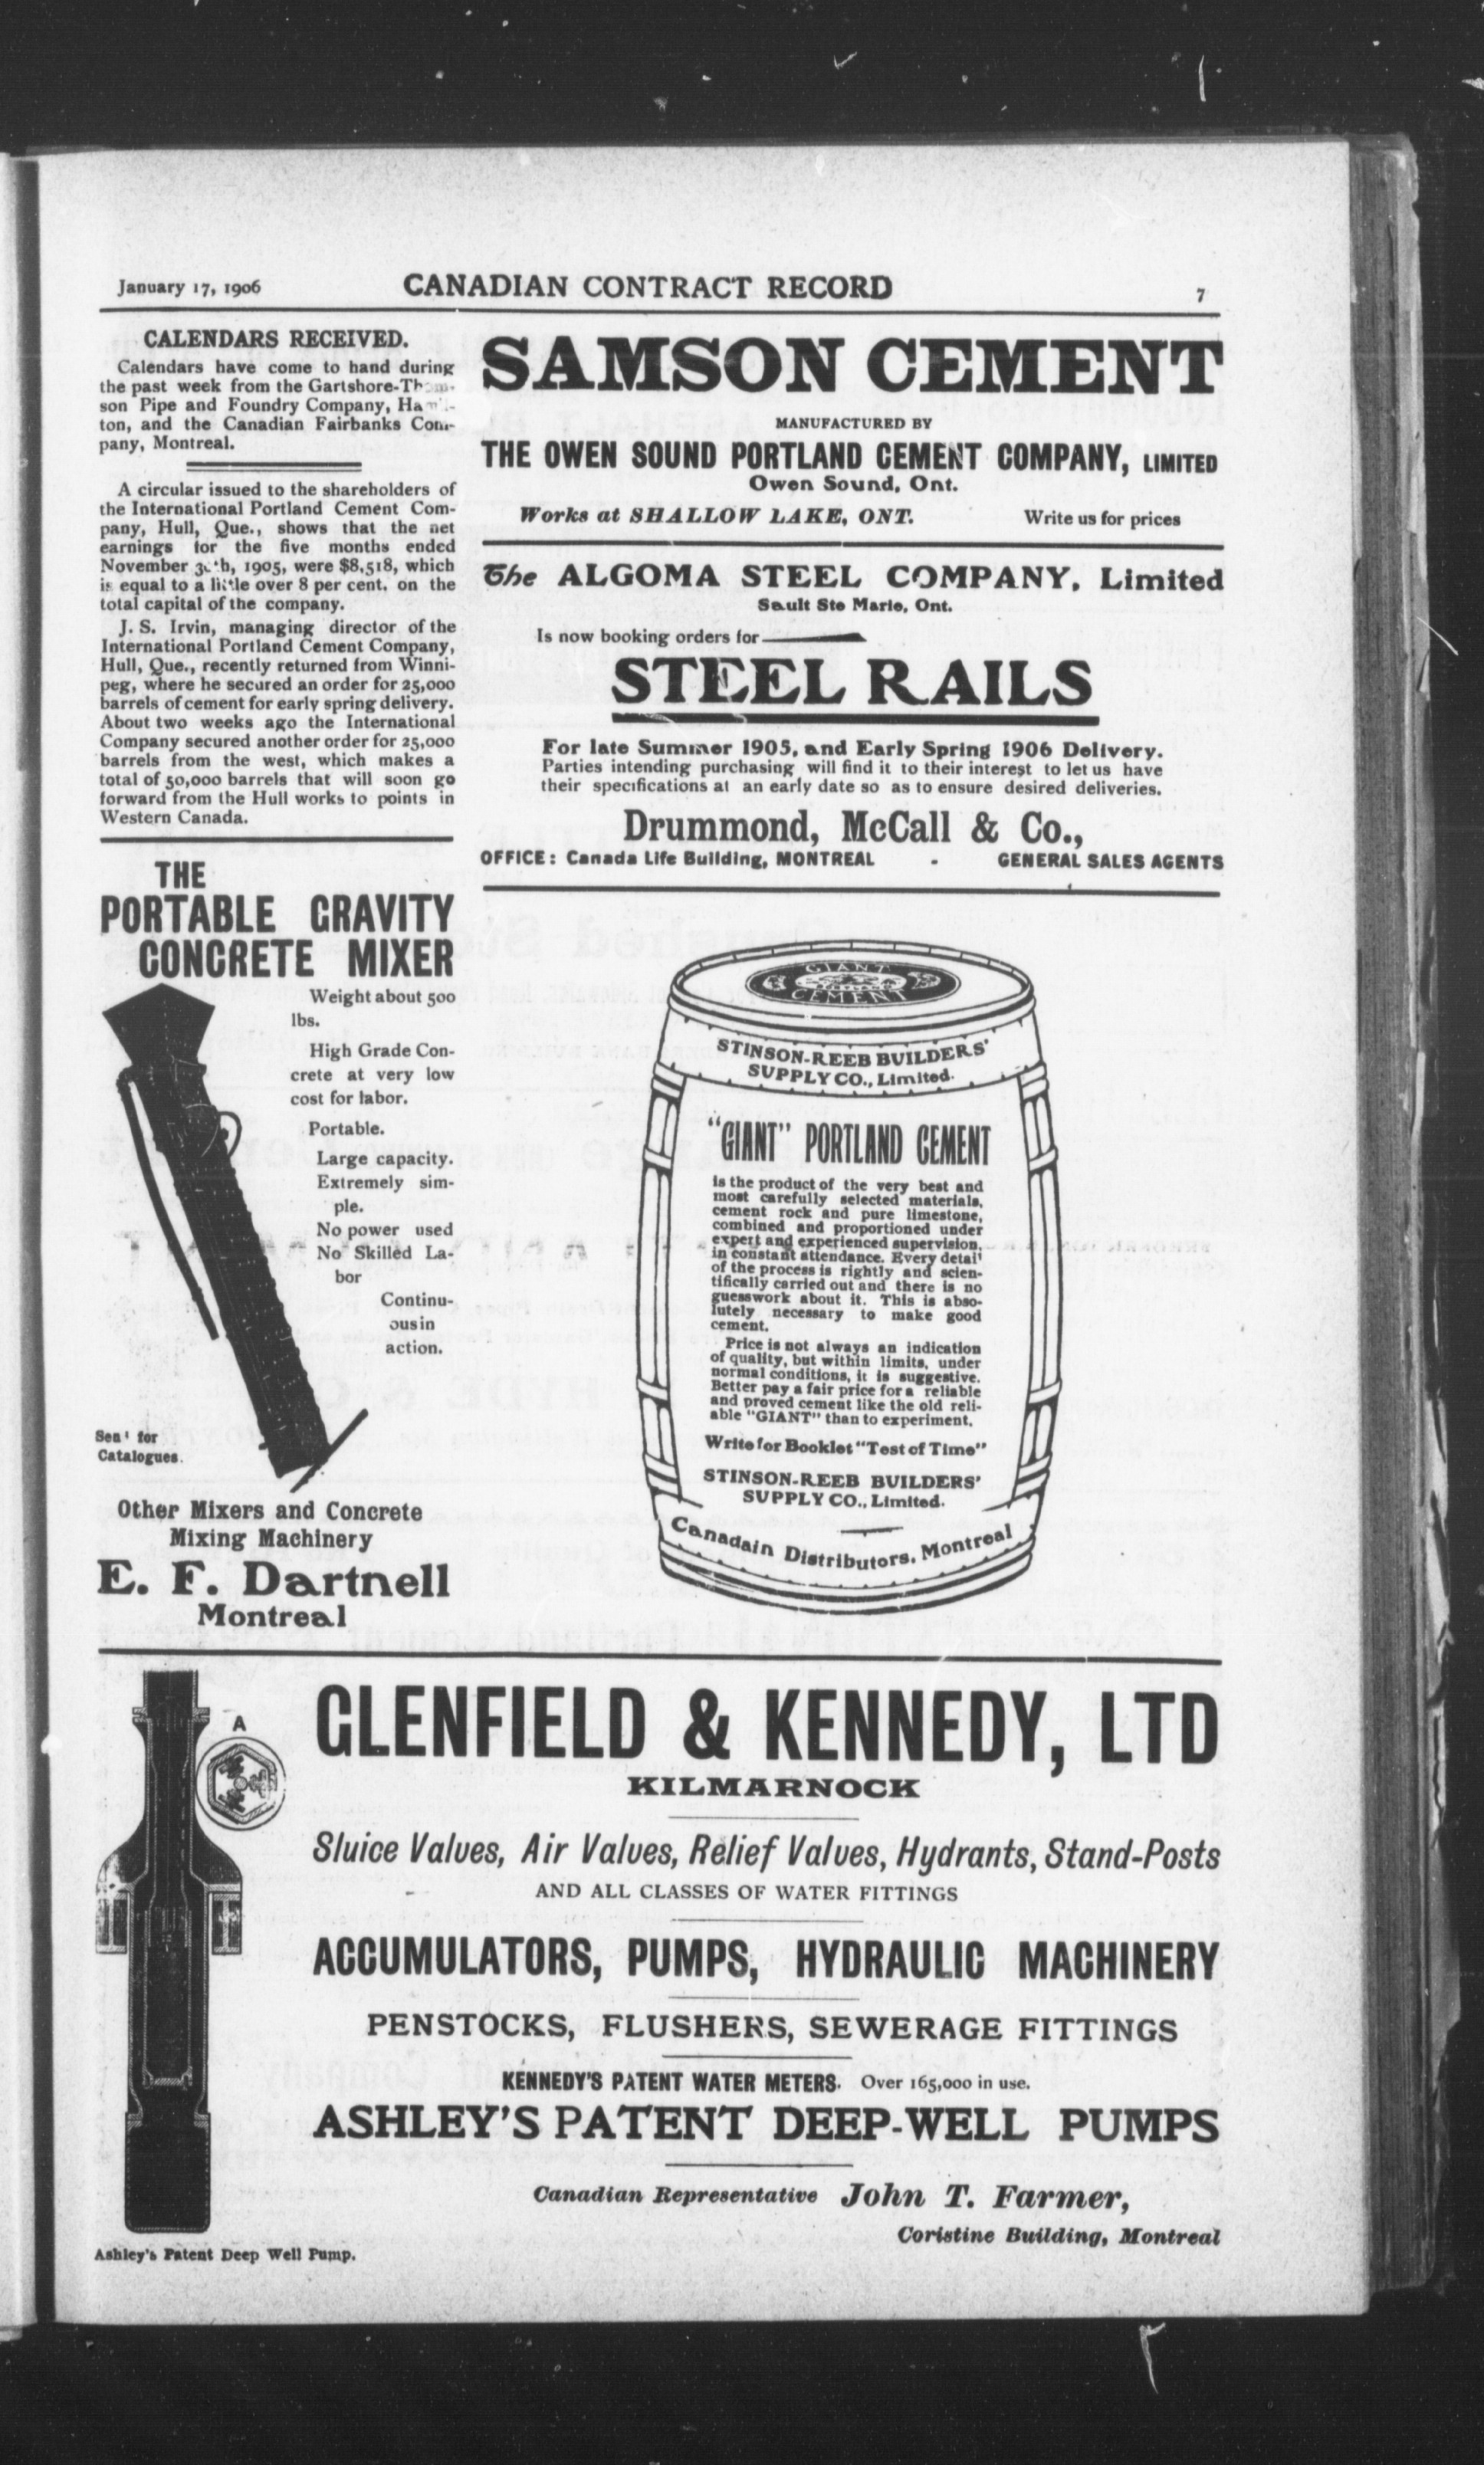 January 17, 1906
CANADIAN CONTRACT RECORD
7
CALENDARS RECEIVED.
Calendars have come to hand during
the past week from the Gartshore-Thom-
son Pipe and Foundry Company, Hamil-
ton, and the Canadian Fairbanks Com-
pany, Montreal.
A circular issued to the shareholders of
the International Portland Cement Com-
pany, Hull, Que., shows that the net
earnings for the five months ended
November 30th, 1905, were $8,518, which
is equal to a little over 8 per cent. on the
total capital of the company.
J. S. Irvin, managing director of the
International Portland Cement Company,
Hull, Que., recently returned from Winni-
peg, where he secured an order for 25,000
barrels of cement for early spring delivery.
About two weeks ago the International
Company secured another order for 25,000
barrels from the west, which makes a
total of 50,000 barrels that will soon go
forward from the Hull works to points in
Western Canada.
THE
PORTABLE GRAVITY
CONCRETE MIXER
Weight about 500
lbs.
High Grade Con-
crete at very low
cost for labor.
Portable.
Large capacity.
Extremely sim-
ple.
No power used
No Skilled La-
bor
Continu-
ous in
action.
Send for
Catalogues.
Other Mixers and Concrete
Mixing Machinery
E. F. Dartnell
Montreal
SAMSON CEMENT
MANUFACTURED BY
THE OWEN SOUND PORTLAND CEMENT COMPANY, LIMITED
Owen Sound, Ont.
Works at SHALLOW LAKE, ONT. Write us for prices
The ALGOMA STEEL COMPANY, Limited
Sault Ste Marie, Ont.
Is now booking orders for
STEEL RAILS
For late Summer 1905, and Early Spring 1906 Delivery.
Parties intending purchasing will find it to their interest to let us have
their specifications at an early date so as to ensure desired deliveries.
Drummond, McCall & Co.,
OFFICE: Canada Life Building, MONTREAL - GENERAL SALES AGENTS
GIANT
CEMENT
STINSON-REEB BUILDERS'
SUPPLY CO., Limited.
"GIANT" PORTLAND CEMENT
is the product of the very best and
most carefully selected materials,
cement rock and pure limestone,
combined and proportioned under
expert and experienced supervision,
in constant attendance. Every detail
of the process is rightly and scien-
tifically carried out and there is no
guesswork about it. This is abso-
lutely necessary to make good
cement.
Price is not always an indication
of quality, but within limits, under
normal conditions, it is suggestive.
Better pay a fair price for a reliable
and proved cement like the old reli-
able "GIANT" than to experiment.
Write for Booklet "Test of Time"
STINSON-REEB BUILDERS'
SUPPLY CO., Limited.
Canadain Distributors, Montreal
A
GLENFIELD & KENNEDY, LTD
KILMARNOCK
Sluice Valves, Air Valves, Relief Valves, Hydrants, Stand-Posts
AND ALL CLASSES OF WATER FITTINGS
ACCUMULATORS, PUMPS, HYDRAULIC MACHINERY
PENSTOCKS, FLUSHERS, SEWERAGE FITTINGS
KENNEDY'S PATENT WATER METERS. Over 165,000 in use.
ASHLEY'S PATENT DEEP-WELL PUMPS
Canadian Representative John T. Farmer,
Coristine Building, Montreal
Ashley's Patent Deep Well Pump.